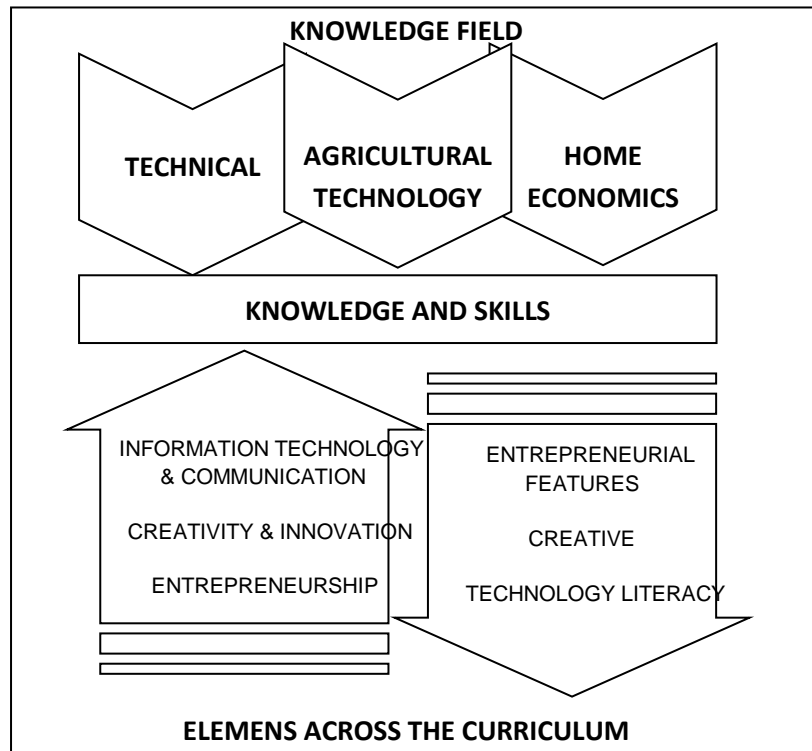 KNOWLEDGE FIELD
TECHNICAL
AGRICULTURAL
TECHNOLOGY
HOME
ECONOMICS
KNOWLEDGE AND SKILLS
INFORMATION TECHNOLOGY
& COMMUNICATION
CREATIVITY & INNOVATION
ENTREPRENEURSHIP
ENTREPRENEURIAL
FEATURES
CREATIVE
TECHNOLOGY LITERACY
ELEMENS ACROSS THE CURRICULUM